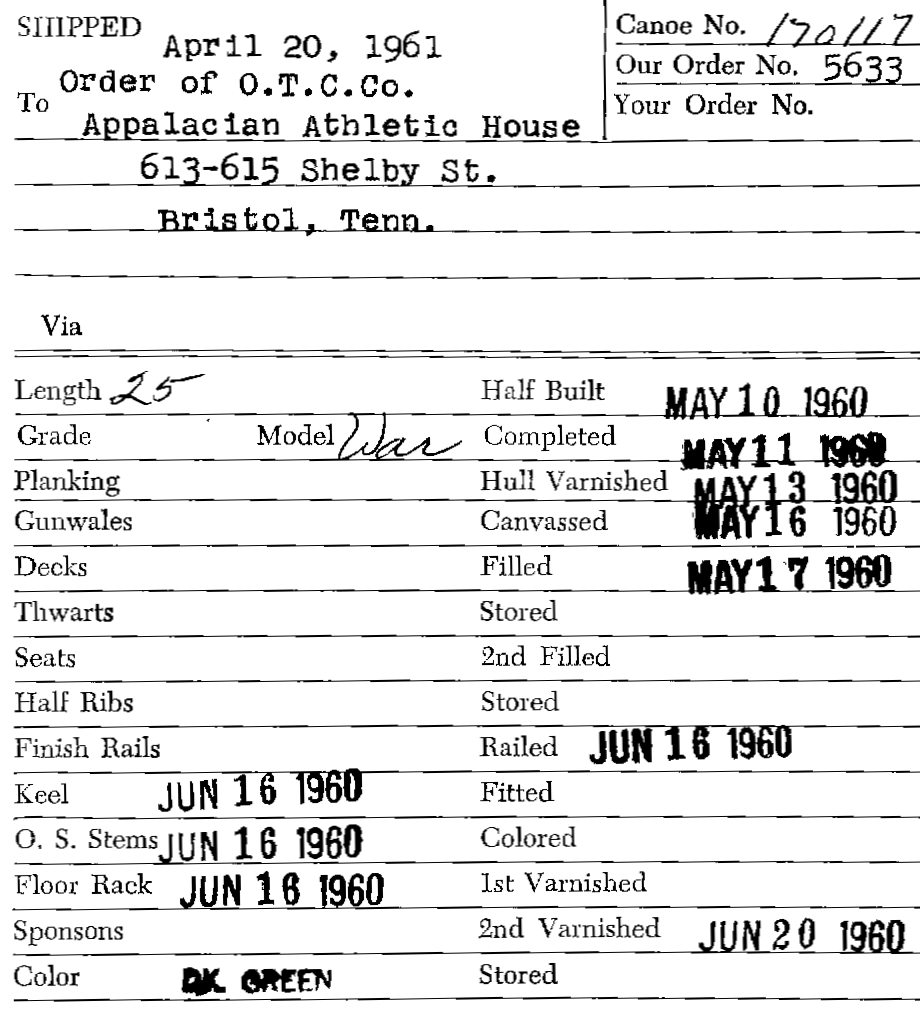 SHIPPED April 20, 1961
Canoe No. 170117
Order of O.T.C.Co.
Our Order No. 5633
To Appalacian Athletic House
Your Order No.
613-615 Shelby St.
Bristol, Tenn.
Via
Length 25 Half Built MAY 10 1960
Grade Model War Completed MAY 11 1960
Planking Hull Varnished MAY 13 1960
Gunwales Canvassed MAY 16 1960
Decks Filled MAY 17 1960
Thwarts Stored
Seats 2nd Filled
Half Ribs Stored
Finish Rails Railed JUN 16 1960
Keel JUN 16 1960 Fitted
O. S. Stems JUN 16 1960 Colored
Floor Rack JUN 16 1960 1st Varnished
Sponsons 2nd Varnished JUN 20 1960
Color DK GREEN Stored